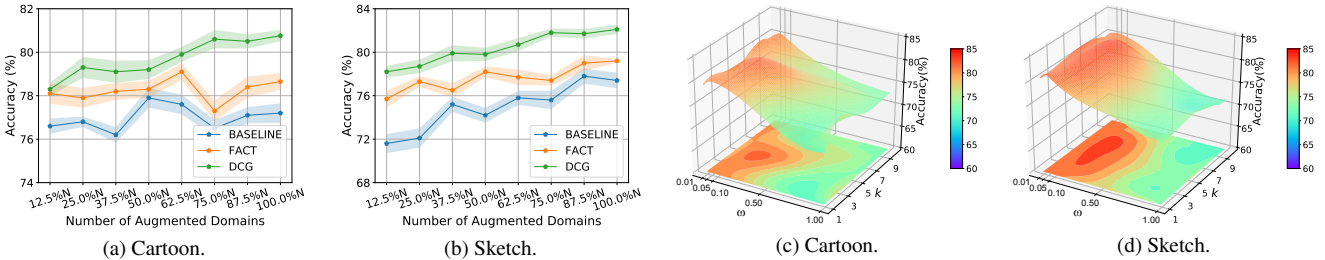 82
80
78
76
74
Accuracy (%)
BASELINE
FACT
DCG
12.5%N
25.0%N
37.5%N
50.0%N
62.5%N
75.0%N
87.5%N
100.0%N
Number of Augmented Domains
(a) Cartoon.
84
80
76
72
68
Accuracy (%)
BASELINE
FACT
DCG
12.5%N
25.0%N
37.5%N
50.0%N
62.5%N
75.0%N
87.5%N
100.0%N
Number of Augmented Domains
(b) Sketch.
85
80
75
70
65
60
Accuracy(%)
0.01
0.05
0.10
0.50
1.00
ω
1
3
5
7
9
k
85
80
75
70
65
60
(c) Cartoon.
85
80
75
70
65
60
Accuracy(%)
0.01
0.05
0.10
0.50
1.00
ω
1
3
5
7
9
k
85
80
75
70
65
60
(d) Sketch.